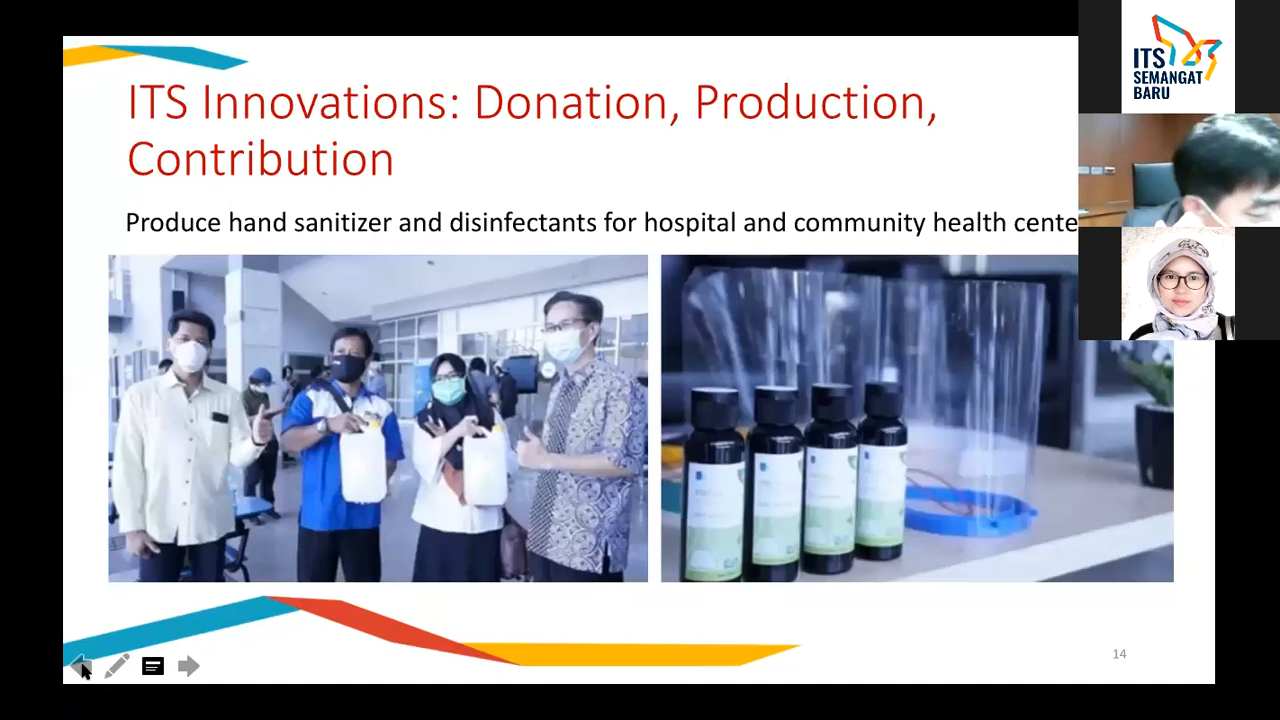 ITS Innovations: Donation, Production,
Contribution
Produce hand sanitizer and disinfectants for hospital and community health
14
ITS
SEMANGAT
BARU